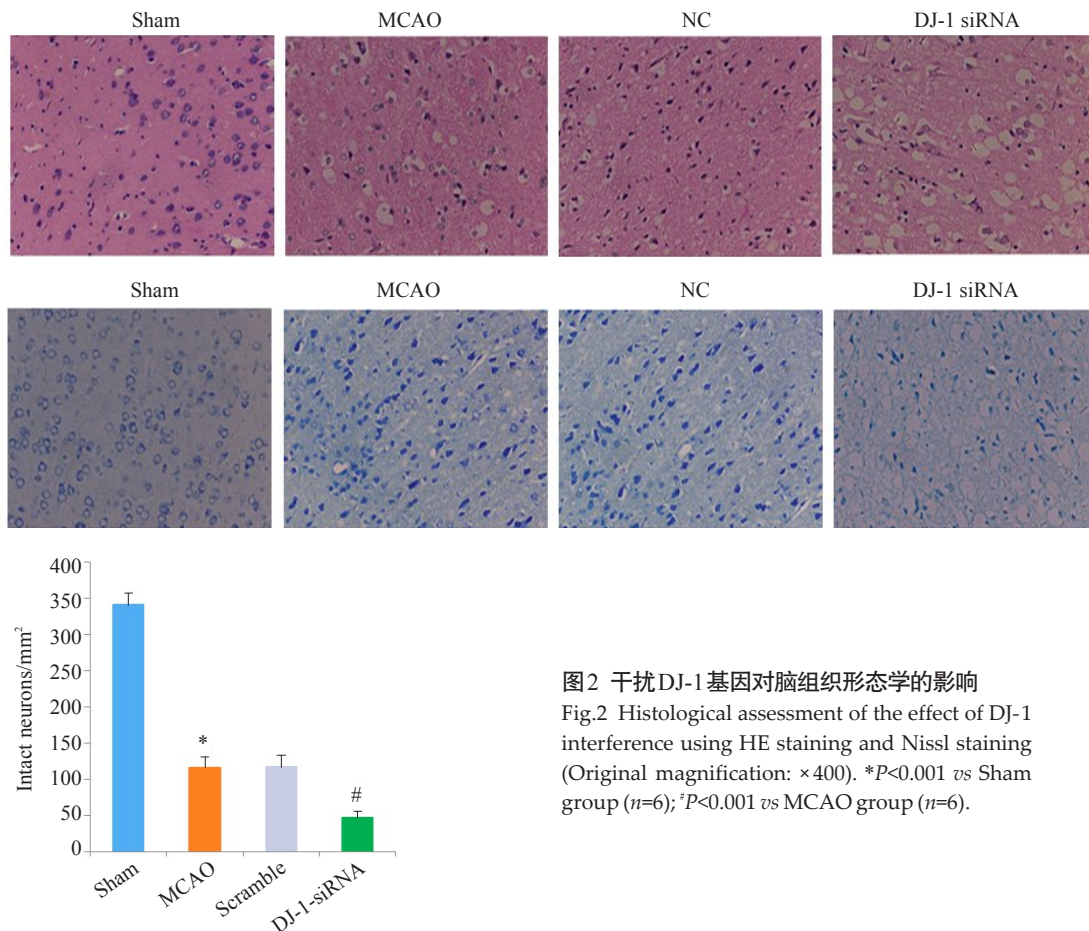 Sham MCAO NC DJ-1 siRNA
Sham MCAO NC DJ-1 siRNA
400
350
300
250
200
150
100
50
0
Intact neurons/mm²
*
#
Sham
MCAO
Scramble
DJ-1-siRNA
图2 干扰DJ-1基因对脑组织形态学的影响
Fig.2 Histological assessment of the effect of DJ-1
interference using HE staining and Nissl staining
(Original magnification: ×400). *P<0.001 vs Sham
group (n=6); #P<0.001 vs MCAO group (n=6).